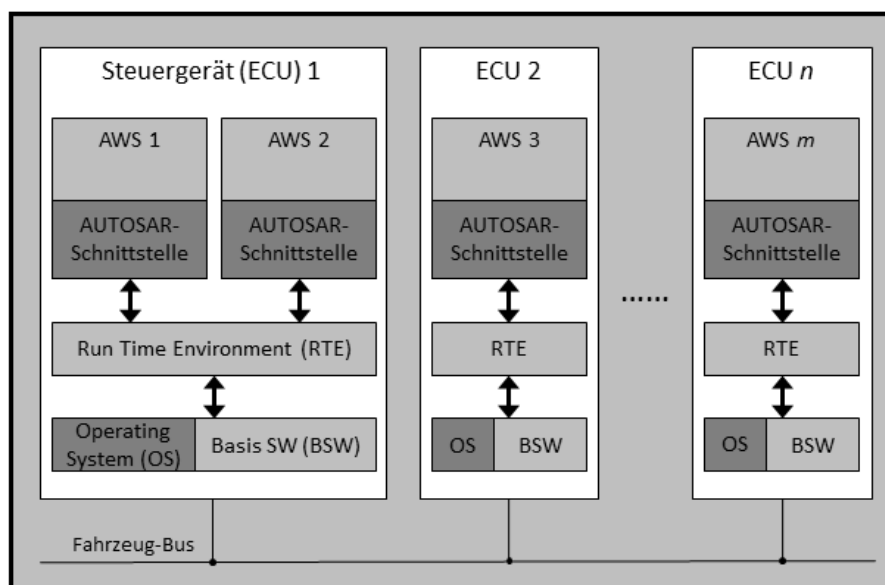 Steuergerät (ECU) 1
AWS 1
AWS 2
AUTOSAR-
Schnittstelle
AUTOSAR-
Schnittstelle
Run Time Environment (RTE)
Operating
System (OS)
Basis SW (BSW)
ECU 2
AWS 3
AUTOSAR-
Schnittstelle
RTE
OS
BSW
......
ECU n
AWS m
AUTOSAR-
Schnittstelle
RTE
OS
BSW
Fahrzeug-Bus